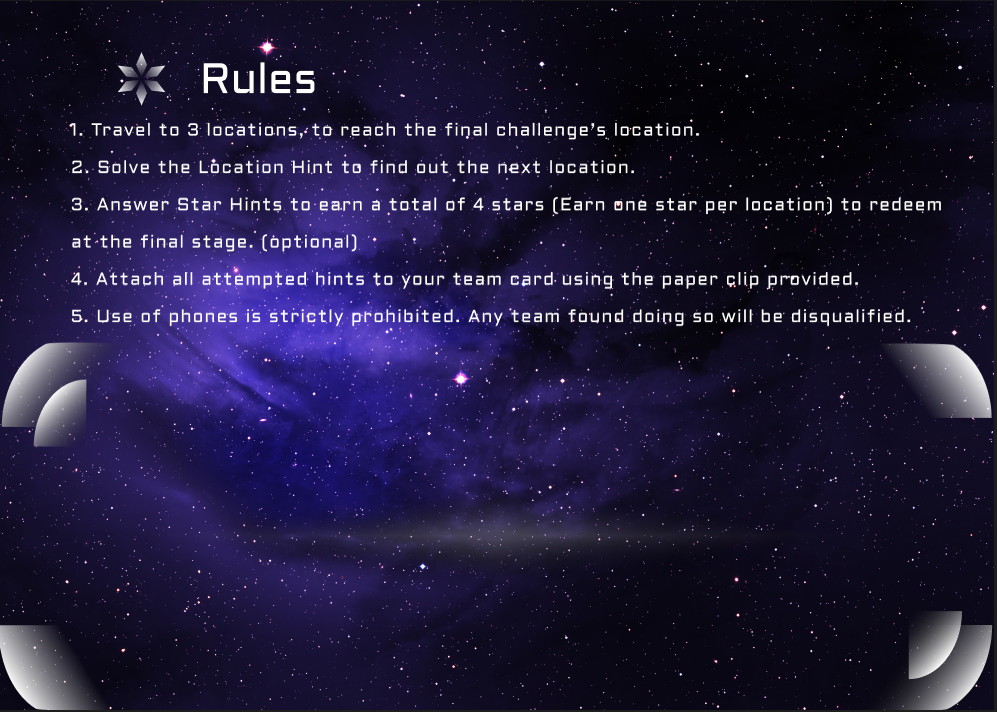 Rules
1. Travel to 3 locations, to reach the final challenge's location.
2. Solve the Location Hint to find out the next location.
3. Answer Star Hints to earn a total of 4 stars (Earn one star per location) to redeem
at the final stage. (optional)
4. Attach all attempted hints to your team card using the paper clip provided.
5. Use of phones is strictly prohibited. Any team found doing so will be disqualified.